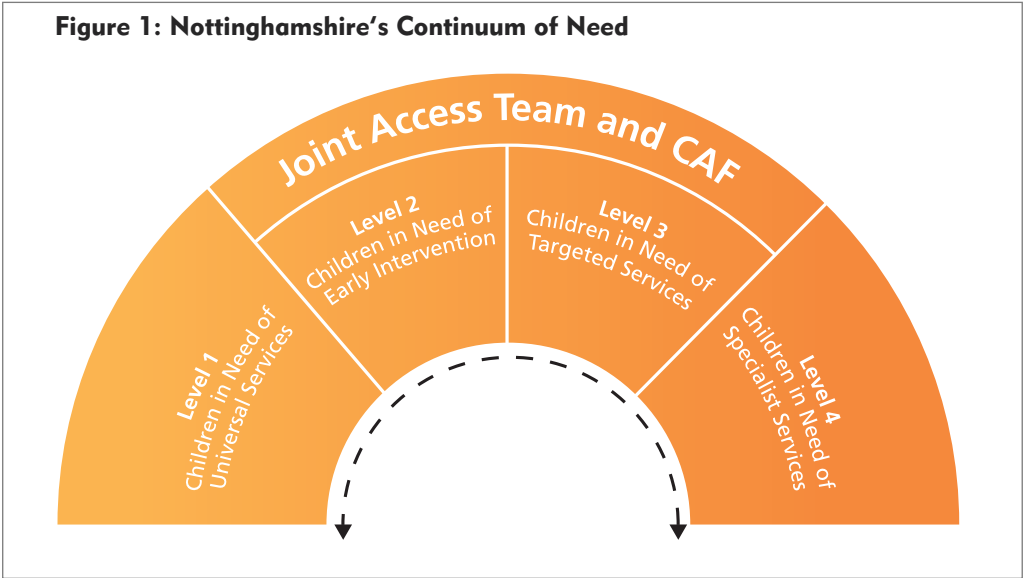 Figure 1: Nottinghamshire‘s Continuum of Need
Joint Access Team and CAF
Level 1
Children in Need of
Universal Services
Level 2
Children in Need of
Early Intervention
Level 3
Children in Need of
Targeted Services
Level 4
Children in Need of
Specialist Services